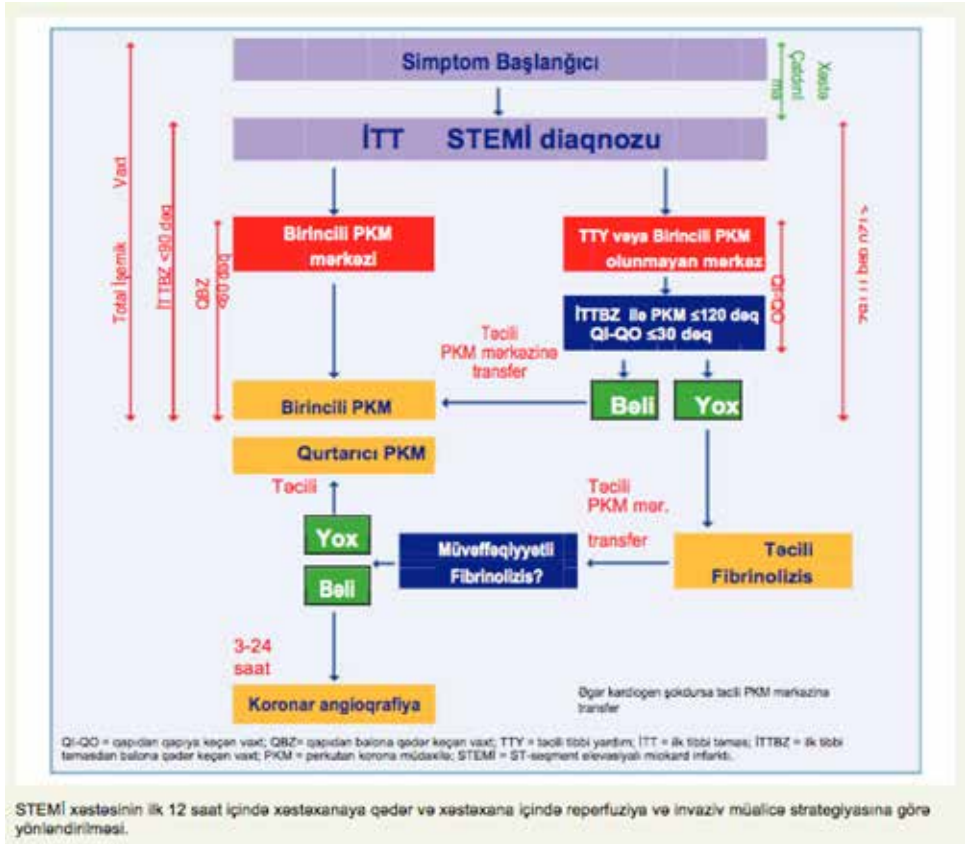 Simptom Başlanğıcı
Xəstə
İTT STEMİ diaqnozu
Total İşemik Vaxt
İTTBZ <90 dəq
QBZ
Birincili PKM
mərkəzi
TTY vəya Birincili PKM
olunmayan mərkəz
QI-QO
İTTBZ ilə PKM ≤120 dəq
QI-QO ≤30 dəq
Təcili
PKM mərkəzinə
transfer
Bəli
Yox
Birincili PKM
Qurtarıcı PKM
Təcili
Təcili
PKM mər.
transfer
Yox
Bəli
Müvəffəqiyyətli
Fibrinolizis?
Təcili
Fibrinolizis
3-24
saat
Koronar angioqrafiya
Əgər kardiogen şokdursa təcili PKM mərkəzinə
transfer
QI-QO = qapıdan qapıya keçən vaxt; QBZ= qapıdan balona qədər keçən vaxt; TTY = təcili tibbi yardım; İTT = ilk tibbi təmas; İTTBZ = ilk tibbi
təmasdan balona qədər keçən vaxt; PKM = perkutan korona müdaxilə; STEMİ = ST-seqment elevasiyalı miokard infarktı.
STEMİ xəstəsinin ilk 12 saat içində xəstəxanaya qədər və xəstəxana içində reperfuziya və invaziv müalicə strategiyasına görə
yönləndirilməsi.